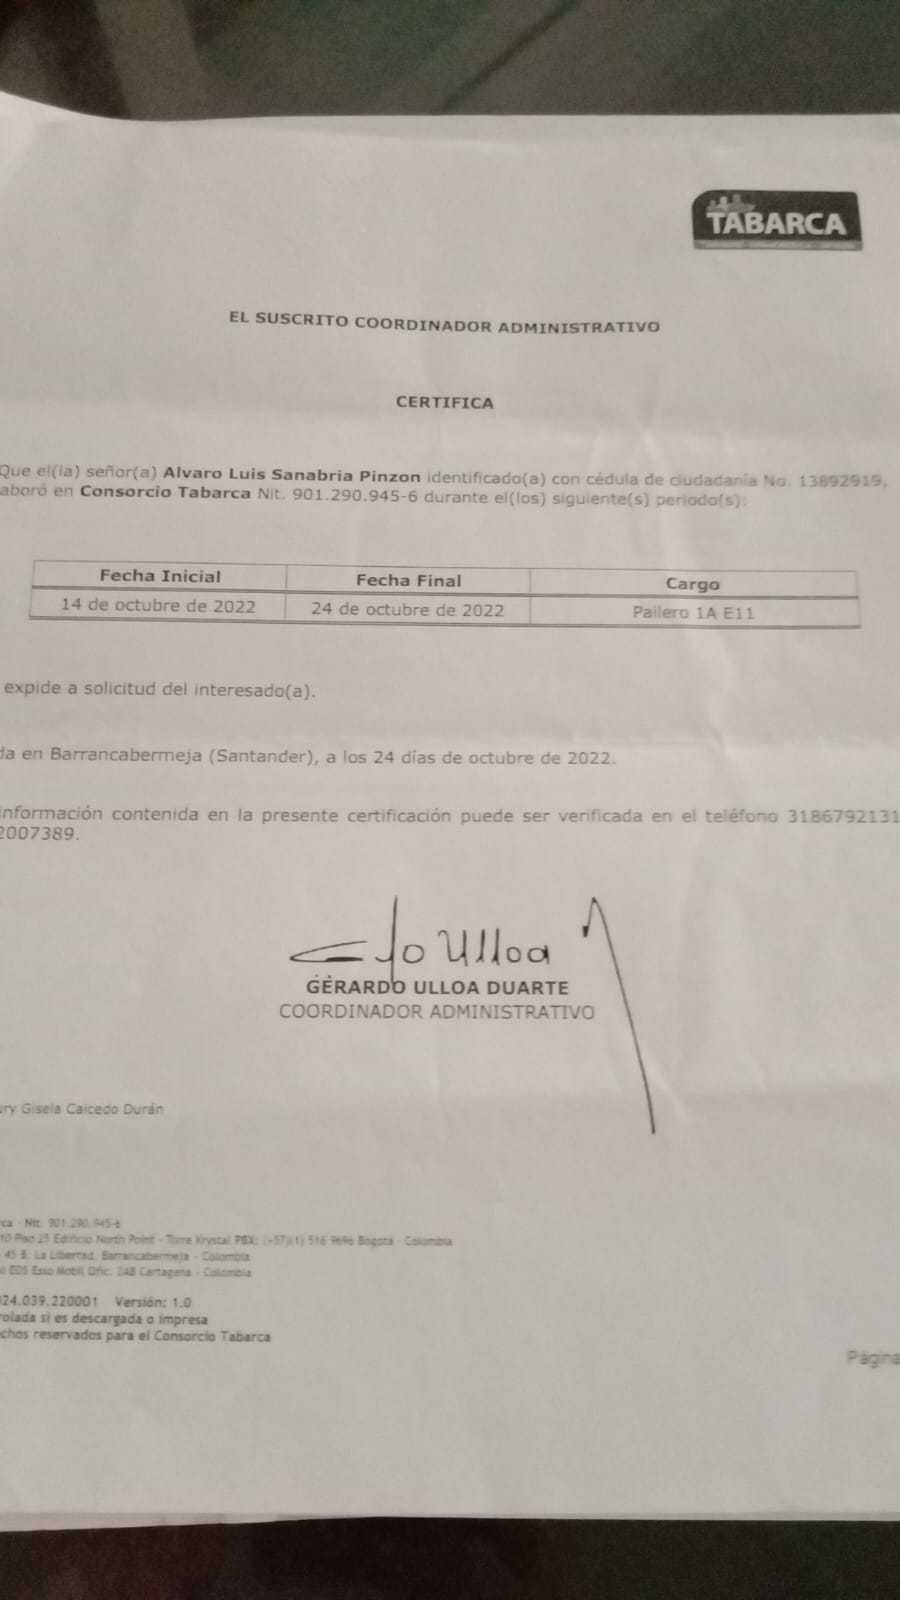 TABARCA
EL SUSCRITO COORDINADOR ADMINISTRATIVO
CERTIFICA
Que el(la) señor(a) Alvaro Luis Sanabria Pinzon identificado(a) con cédula de ciudadanía No. 13892919,
aboró en Consorcio Tabarca Nit. 901.290.945-6 durante el(los) siguiente(s) periodo(s):
Fecha Inicial Fecha Final Cargo
14 de octubre de 2022 24 de octubre de 2022 Pailero 1A E11
expide a solicitud del interesado(a).
da en Barrancabermeja (Santander), a los 24 días de octubre de 2022.
información contenida en la presente certificación puede ser verificada en el teléfono 3186792131
2007389.
Ulloa
GERARDO ULLOA DUARTE
COORDINADOR ADMINISTRATIVO
ury Gisela Caicedo Durán
ca - Nit. 901.290.945-6
10 Piso 25 Edificio North Point - Torre Krystal PBX: (+57)(1) 516 9696 Bogotá - Colombia
45 8. La Libertad, Barrancabermeja - Colombia
l EDS Esso Mobil Ofic. 2AB Cartagena - Colombia
024.039.220001 Versión: 1.0
rolada si es descargada o impresa
chos reservados para el Consorcio Tabarca
Página